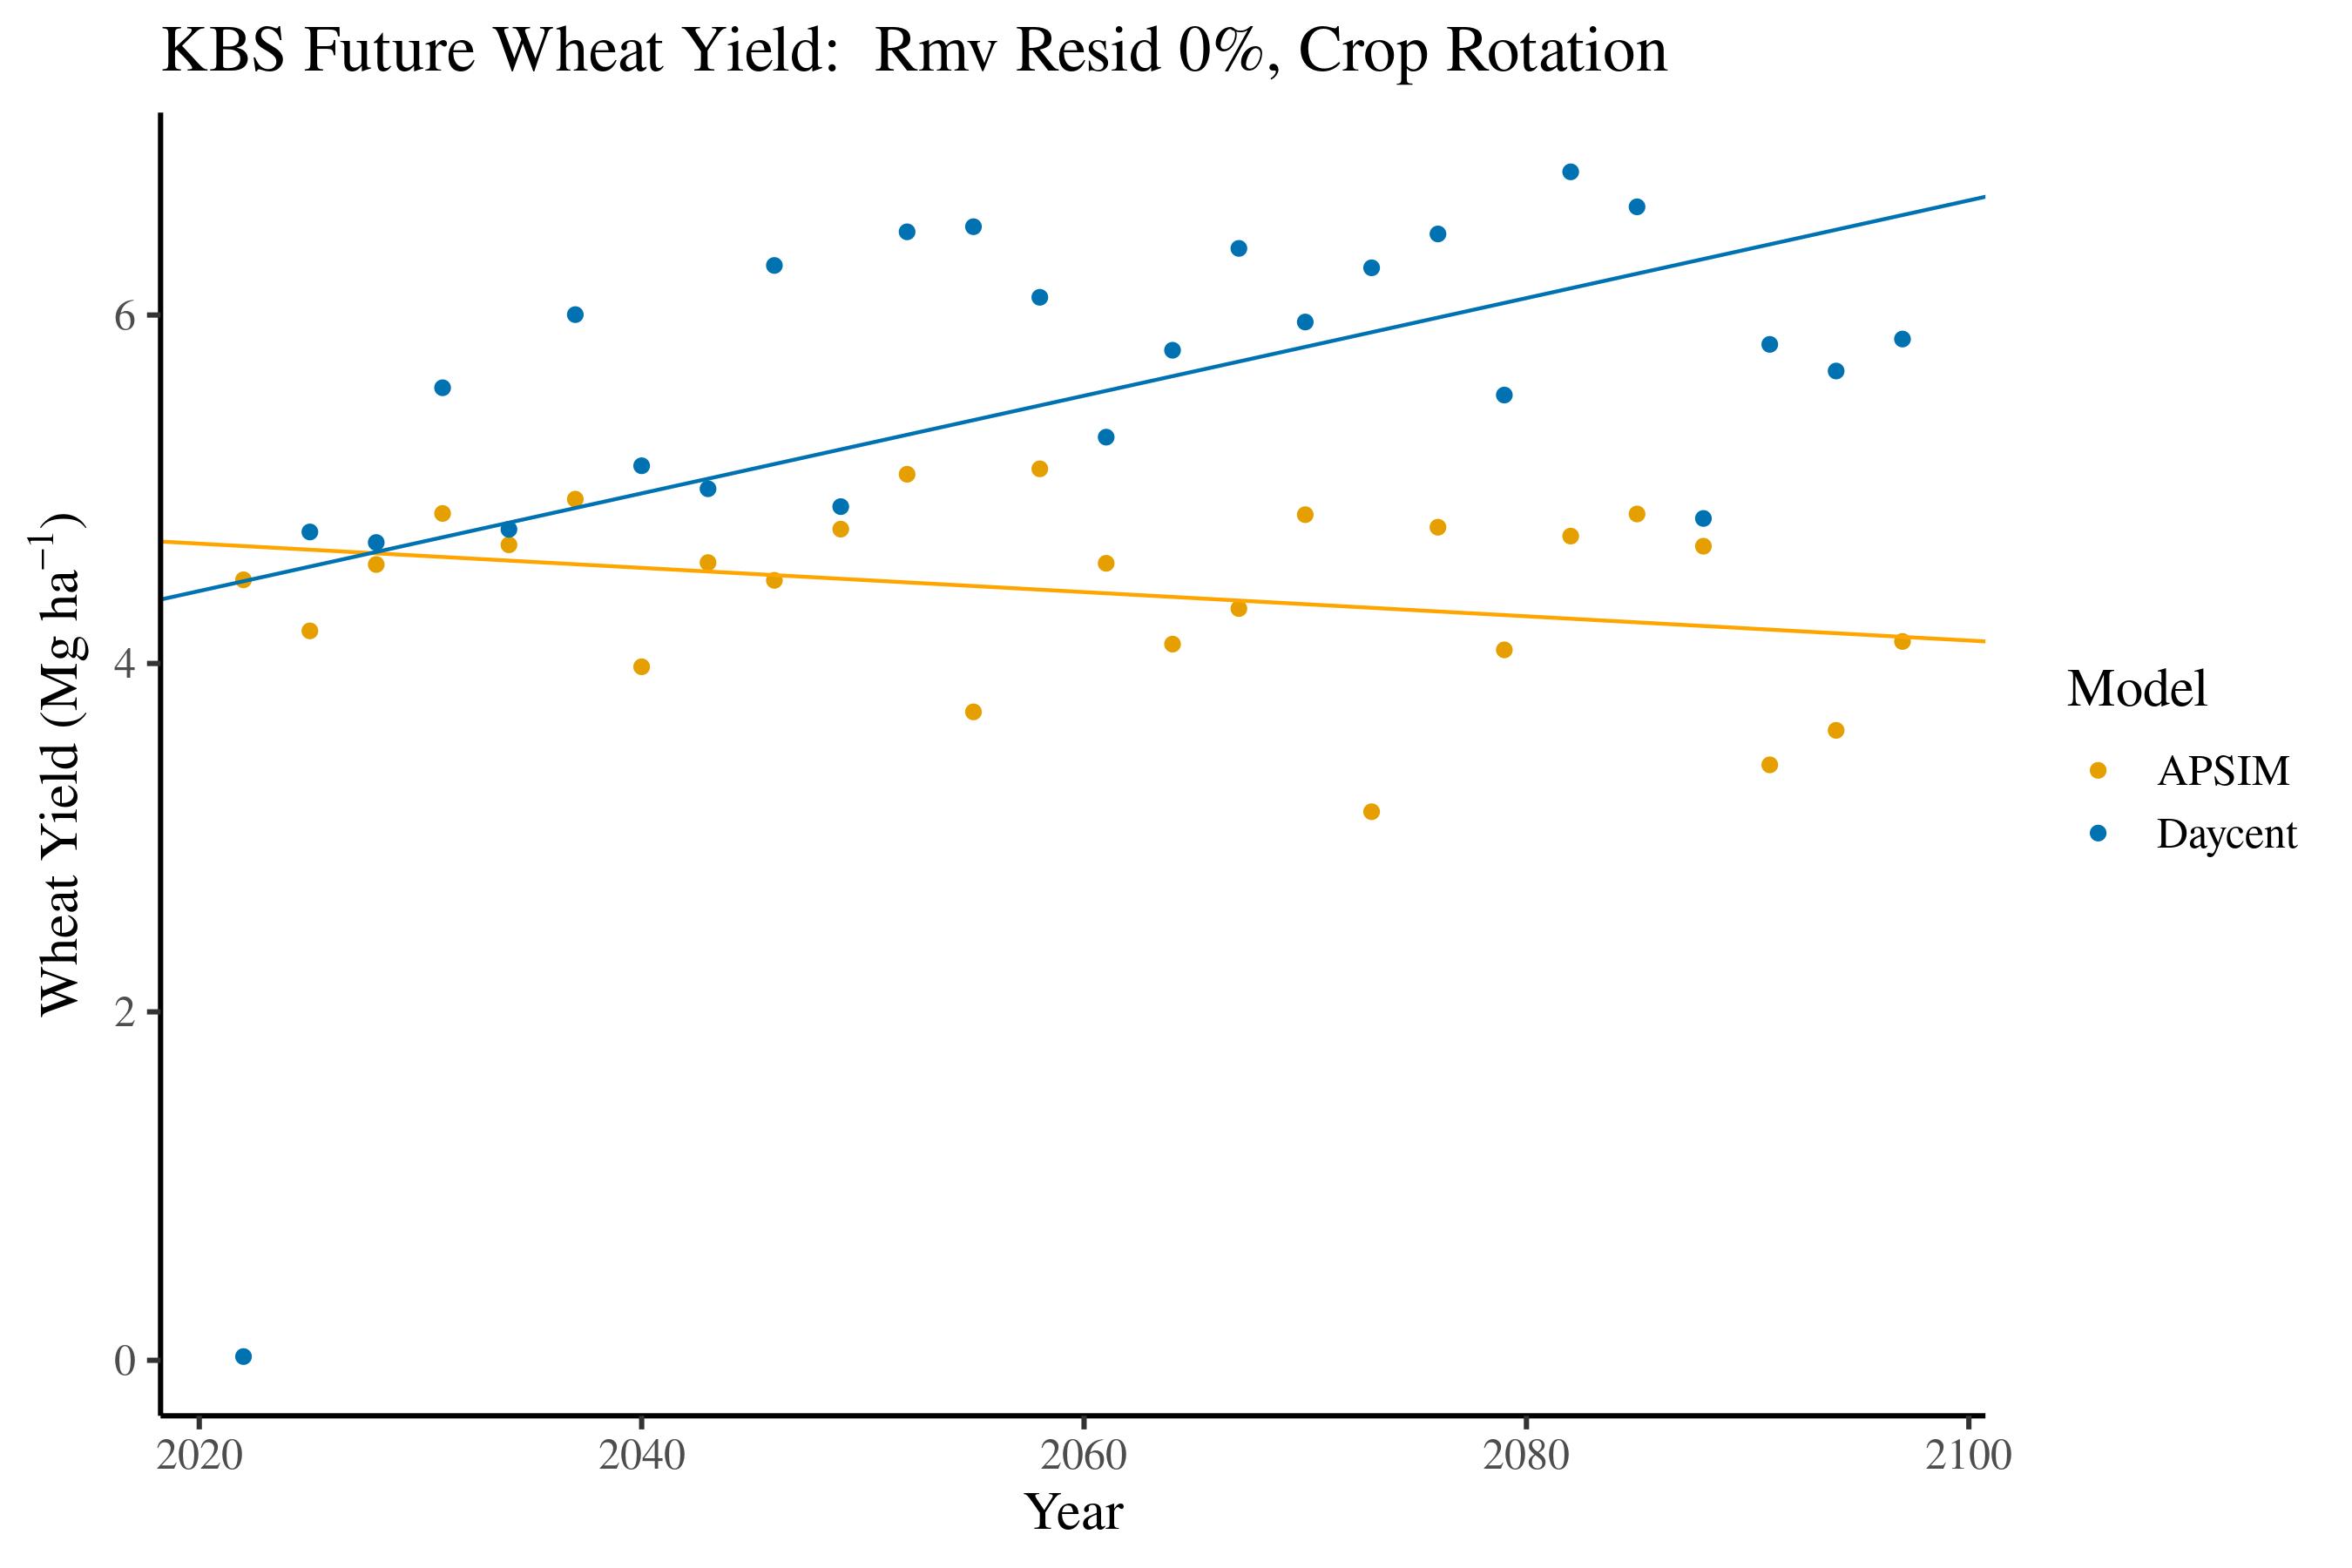 KBS Future Wheat Yield: Rmv Resid 0%, Crop Rotation
Wheat Yield (Mg ha⁻¹)
6
4
2
0
2020 2040 2060 2080 2100
Year
Model
APSIM
Daycent